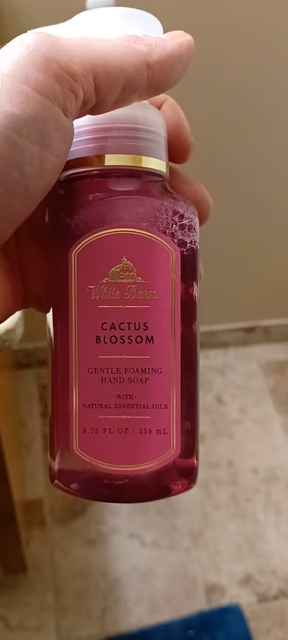 White Barn
CACTUS
BLOSSOM
GENTLE FOAMING
HAND SOAP
WITH
NATURAL ESSENTIAL OILS
8.75 FL OZ / 259 mL